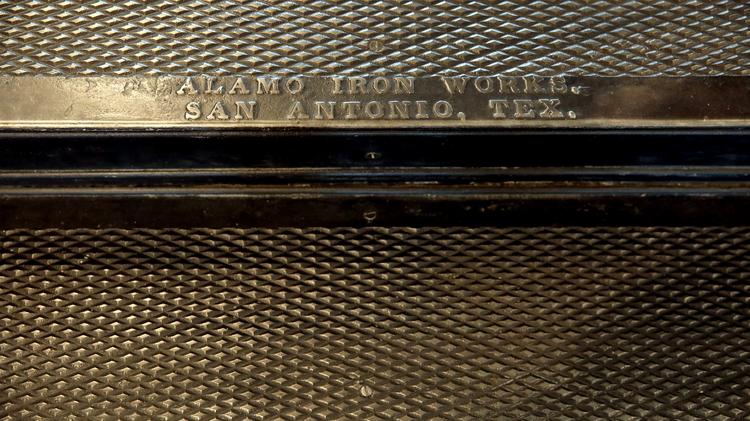 ALAMO IRON WORKS.
SAN ANTONIO, TEX.